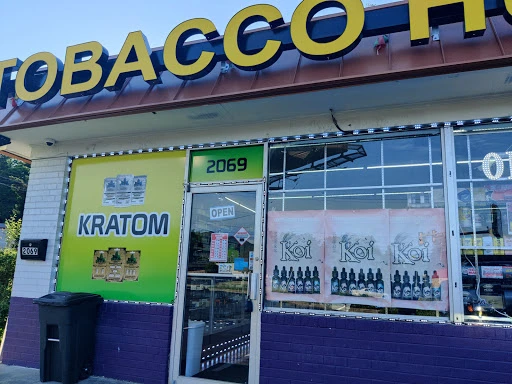 TOBACCO H
2069
OPEN
KRATOM
Koi
Koi
Koi
2069